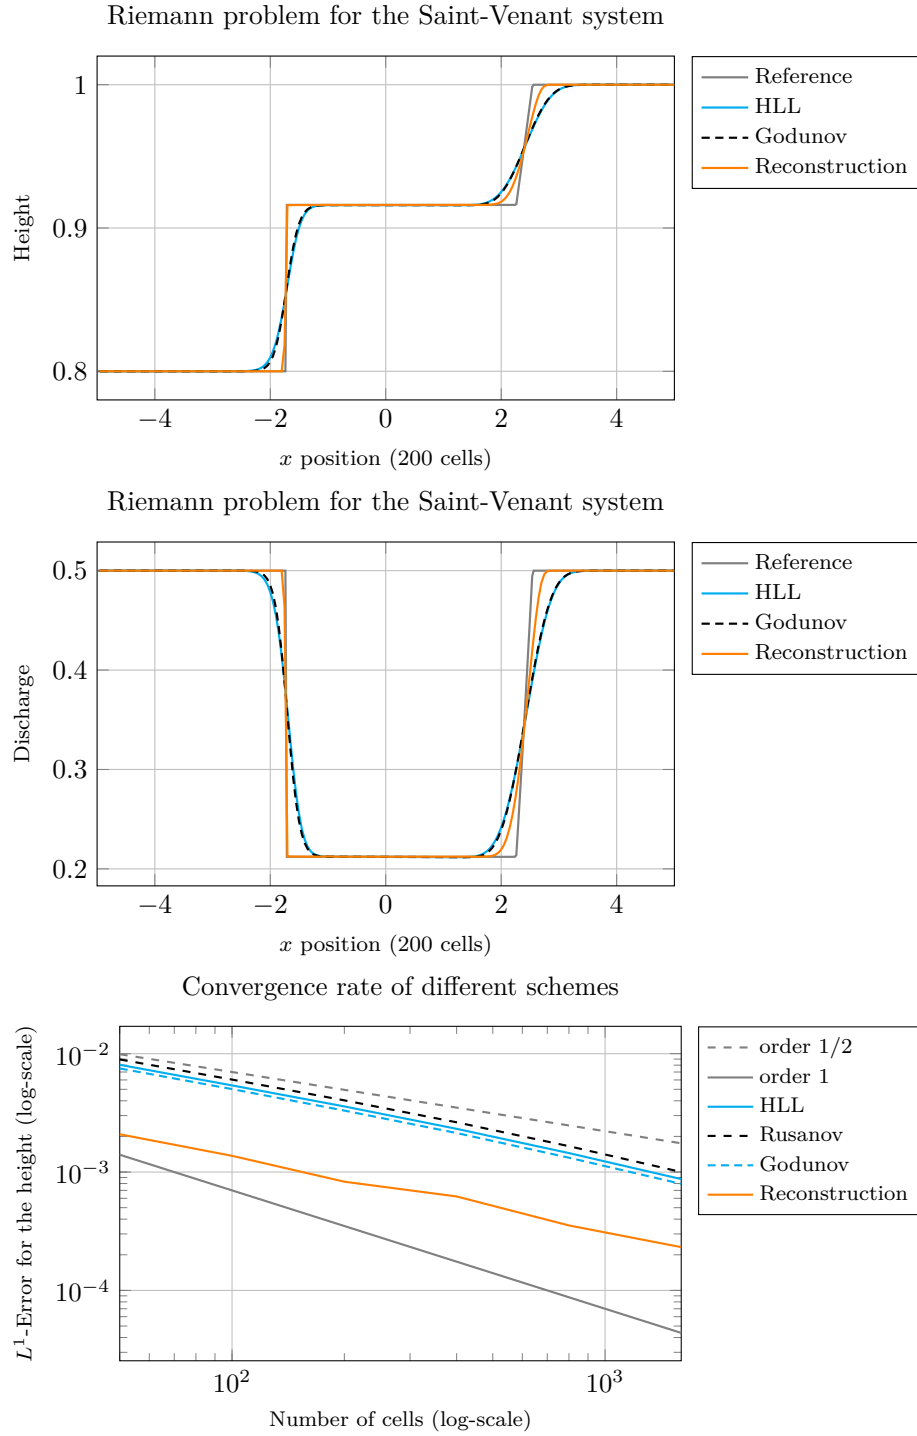 Riemann problem for the Saint-Venant system
1
0.9
0.8
Height
−4
−2
0
2
4
x position (200 cells)
Reference
HLL
Godunov
Reconstruction
Riemann problem for the Saint-Venant system
0.5
0.4
0.3
0.2
Discharge
−4
−2
0
2
4
x position (200 cells)
Reference
HLL
Godunov
Reconstruction
Convergence rate of different schemes
10⁻²
10⁻³
10⁻⁴
L¹-Error for the height (log-scale)
10²
10³
Number of cells (log-scale)
order 1/2
order 1
HLL
Rusanov
Godunov
Reconstruction